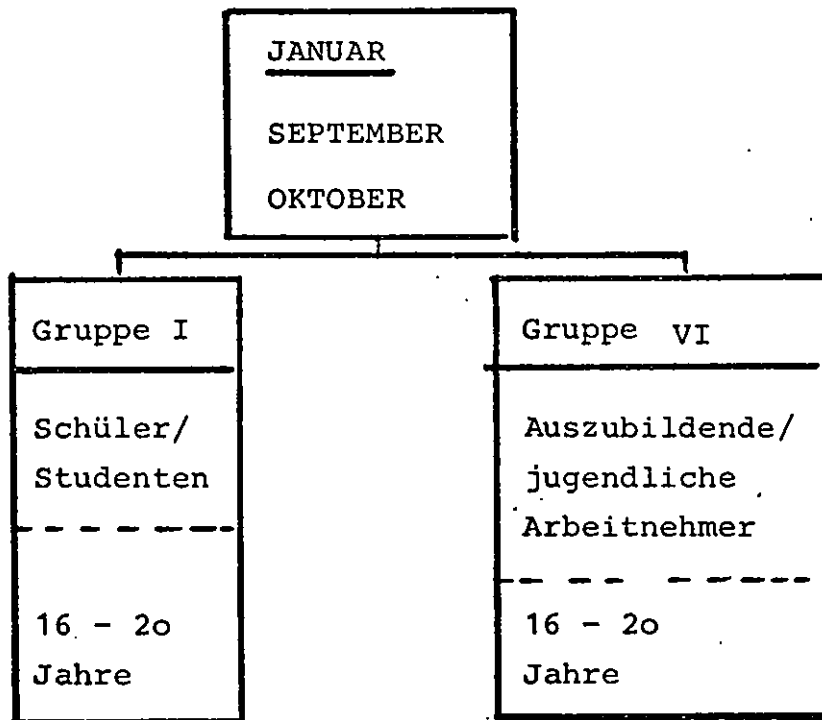 JANUAR
SEPTEMBER
OKTOBER
Gruppe I
Schüler/
Studenten
16 - 2o
Jahre
Gruppe VI
Auszubildende/
jugendliche
Arbeitnehmer
16 - 2o
Jahre